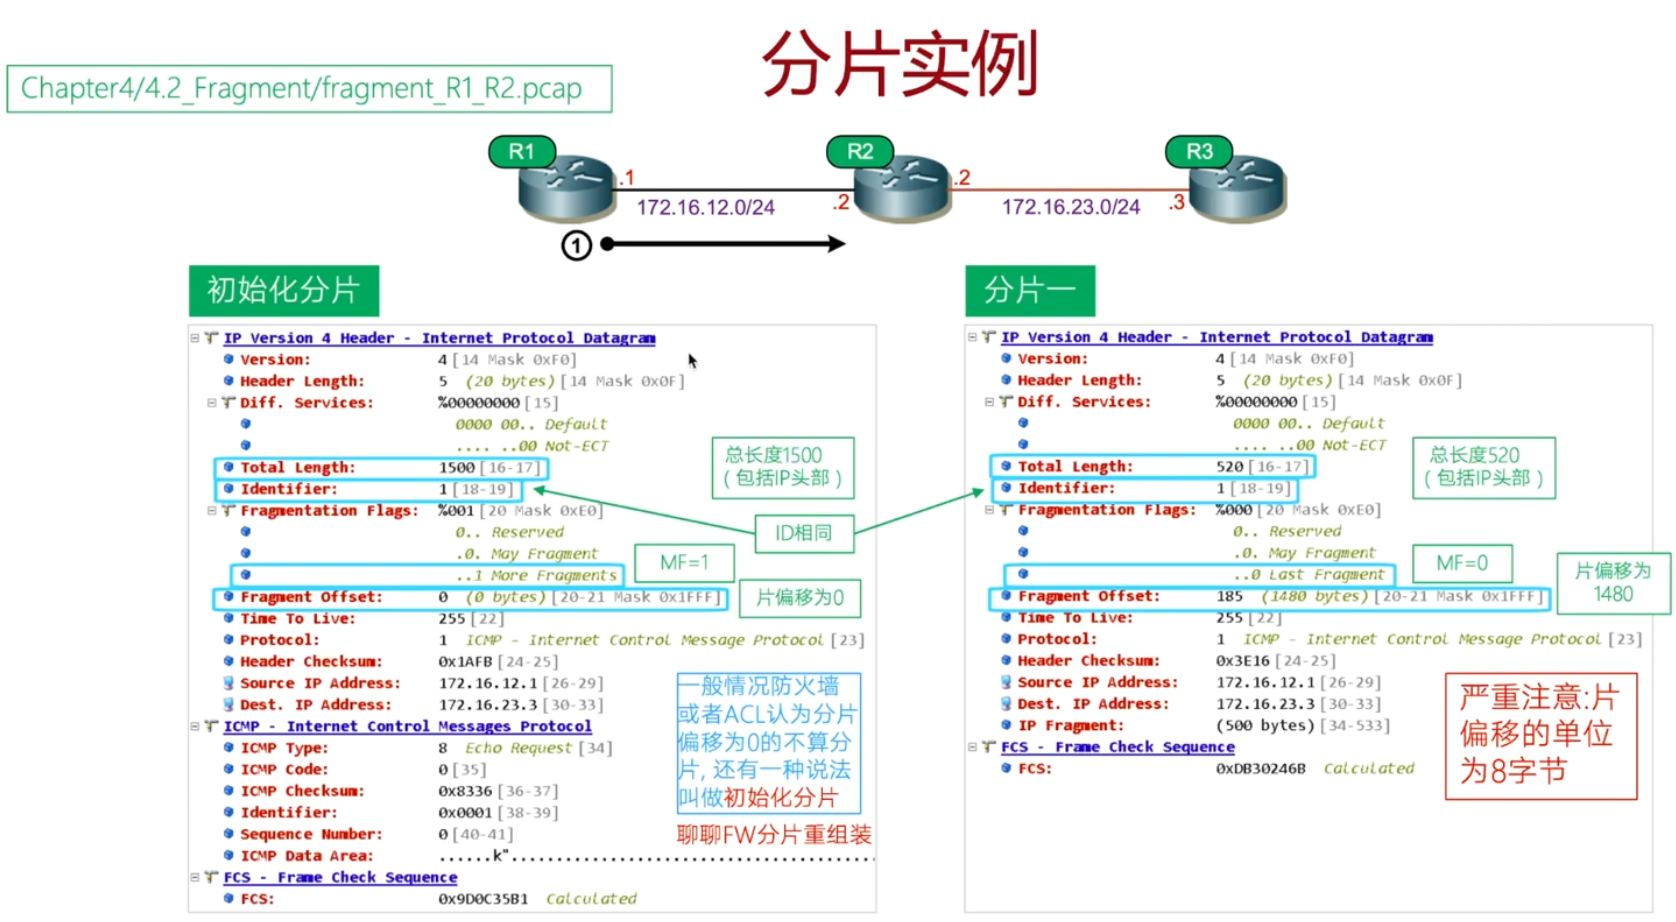 分片实例
Chapter4/4.2_Fragment/fragment_R1_R2.pcap
R1
R2
R3
.1
172.16.12.0/24
.2
.2
172.16.23.0/24
.3
1
初始化分片
IP Version 4 Header - Internet Protocol Datagram
Version: 4 [14 Mask 0xF0]
Header Length: 5 (20 bytes) [14 Mask 0x0F]
Diff. Services: %00000000 [15]
0000 00.. Default
.... ..00 Not-ECT
Total Length: 1500 [16-17]
Identifier: 1 [18-19]
Fragmentation Flags: %001 [20 Mask 0xE0]
0.. Reserved
.0. May Fragment
..1 More Fragments
Fragment Offset: 0 (0 bytes) [20-21 Mask 0x1FFF]
Time To Live: 255 [22]
Protocol: 1 ICMP - Internet Control Message Protocol [23]
Header Checksum: 0x1AFB [24-25]
Source IP Address: 172.16.12.1 [26-29]
Dest. IP Address: 172.16.23.3 [30-33]
ICMP - Internet Control Messages Protocol
ICMP Type: 8 Echo Request [34]
ICMP Code: 0 [35]
ICMP Checksum: 0x8336 [36-37]
Identifier: 0x0001 [38-39]
Sequence Number: 0 [40-41]
ICMP Data Area: ......k"..........................................
FCS - Frame Check Sequence
FCS: 0x9D0C35B1 Calculated
总长度1500
（包括IP头部）
ID相同
MF=1
片偏移为0
一般情况防火墙
或者ACL认为分片
偏移为0的不算分
片, 还有一种说法
叫做初始化分片
聊聊FW分片重组装
分片一
IP Version 4 Header - Internet Protocol Datagram
Version: 4 [14 Mask 0xF0]
Header Length: 5 (20 bytes) [14 Mask 0x0F]
Diff. Services: %00000000 [15]
0000 00.. Default
.... ..00 Not-ECT
Total Length: 520 [16-17]
Identifier: 1 [18-19]
Fragmentation Flags: %000 [20 Mask 0xE0]
0.. Reserved
.0. May Fragment
..0 Last Fragment
Fragment Offset: 185 (1480 bytes) [20-21 Mask 0x1FFF]
Time To Live: 255 [22]
Protocol: 1 ICMP - Internet Control Message Protocol [23]
Header Checksum: 0x3E16 [24-25]
Source IP Address: 172.16.12.1 [26-29]
Dest. IP Address: 172.16.23.3 [30-33]
IP Fragment: (500 bytes) [34-533]
FCS - Frame Check Sequence
FCS: 0xDB30246B Calculated
总长度520
（包括IP头部）
MF=0
片偏移为
1480
严重注意:片
偏移的单位
为8字节